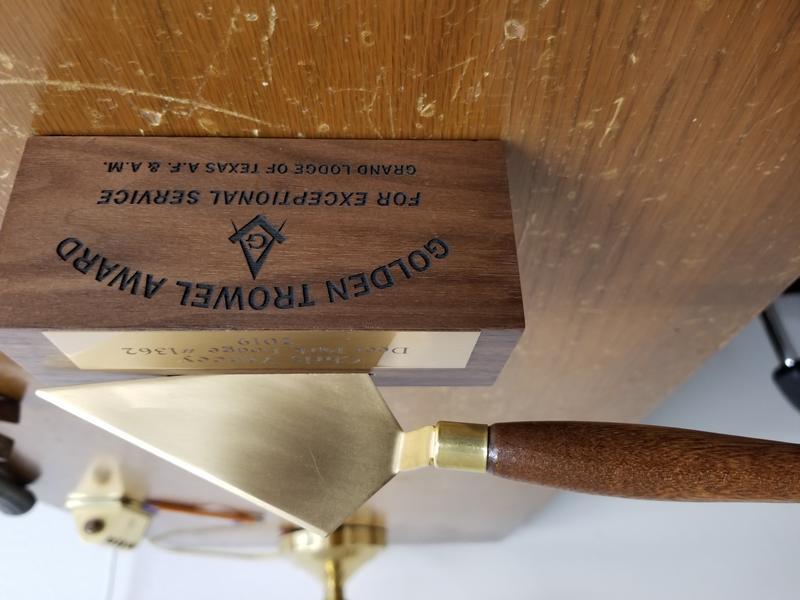 GOLDEN TROWEL AWARD
G
FOR EXCEPTIONAL SERVICE
GRAND LODGE OF TEXAS A.F. & A.M.
Deer Park Lodge #1362
2019